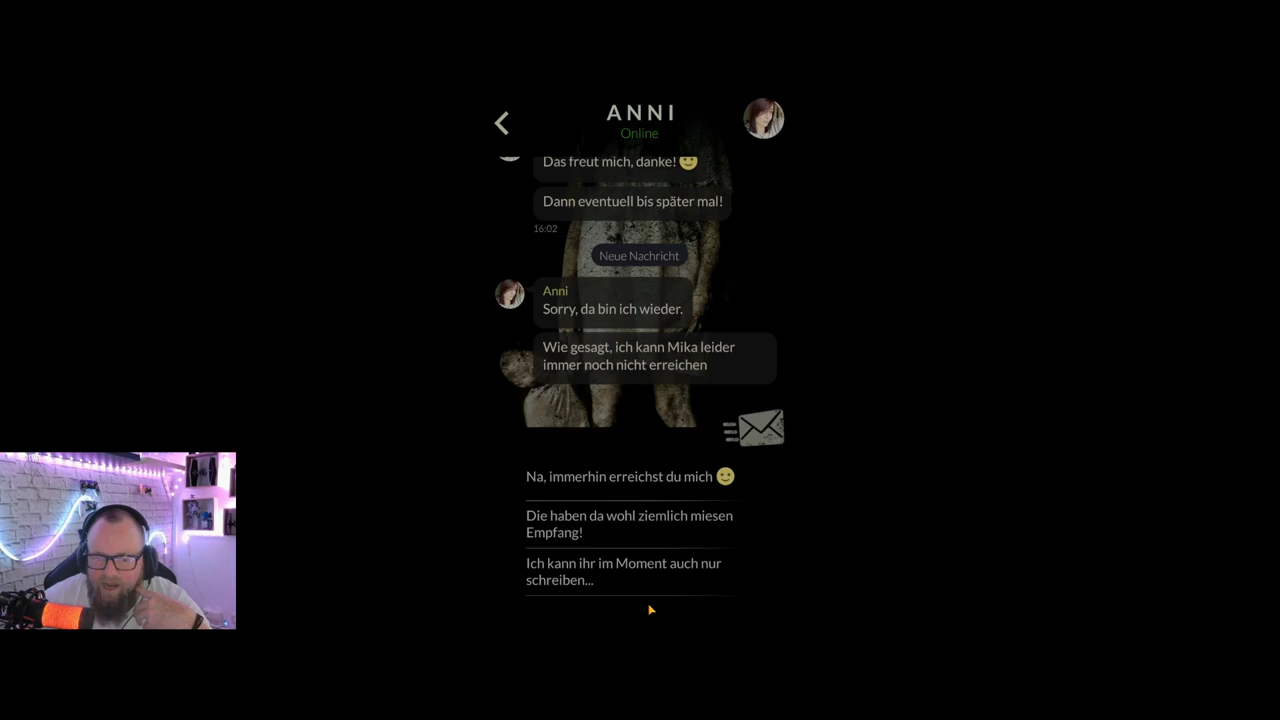 ANNI
Online
Das freut mich, danke! 🙂
Dann eventuell bis später mal!
16:02
Neue Nachricht
Anni
Sorry, da bin ich wieder.
Wie gesagt, ich kann Mika leider
immer noch nicht erreichen
Na, immerhin erreichst du mich 🙂
Die haben da wohl ziemlich miesen
Empfang!
Ich kann ihr im Moment auch nur
schreiben...